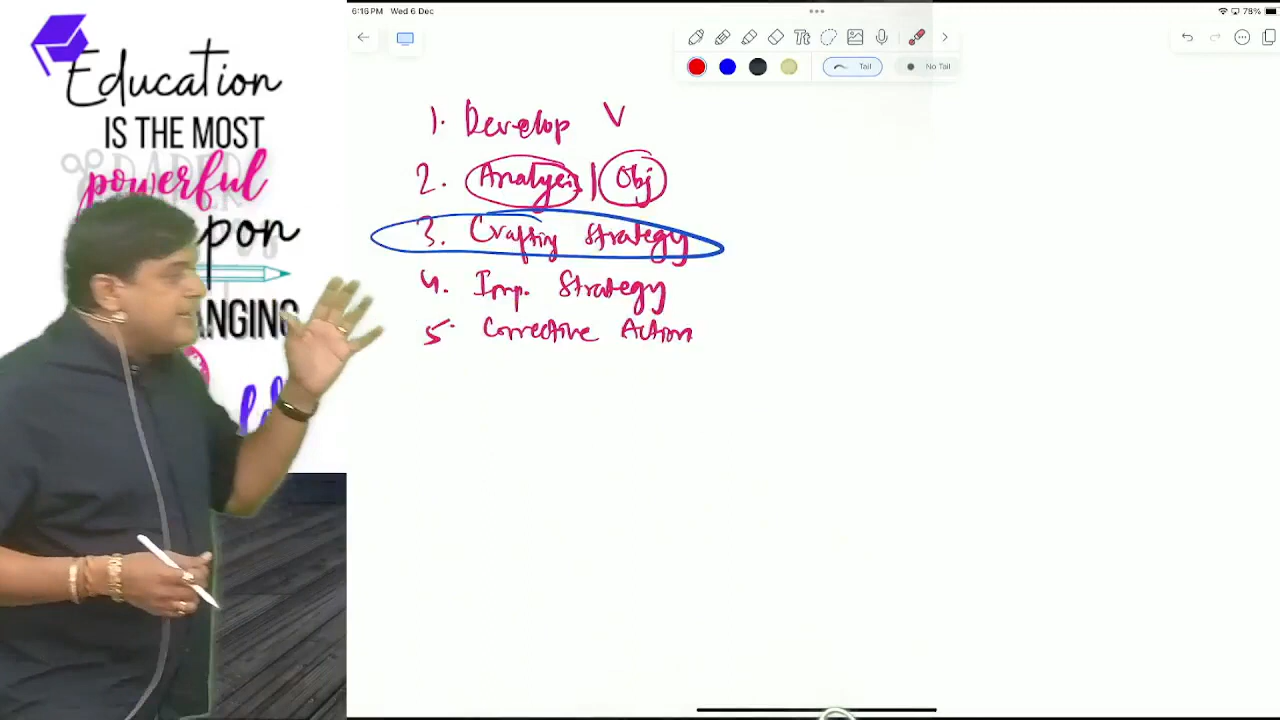 6:16 PM Wed 6 Dec
78%
Tt
Tail
No Tail
Education
IS THE MOST
powerful
pon
ANGING
1. Develop V
2. Analysis | Obj
3. Crafting Strategy
4. Imp. Strategy
5. Corrective Action